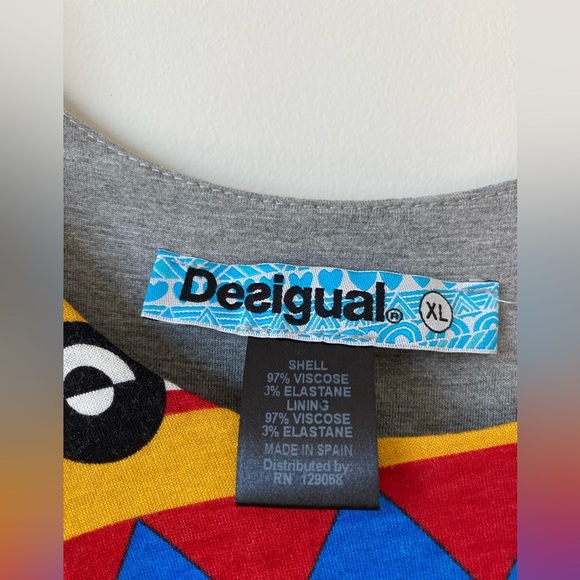 Desigual® XL
SHELL
97% VISCOSE
3% ELASTANE
LINING
97% VISCOSE
3% ELASTANE
MADE IN SPAIN
Distributed by:
RN 129068